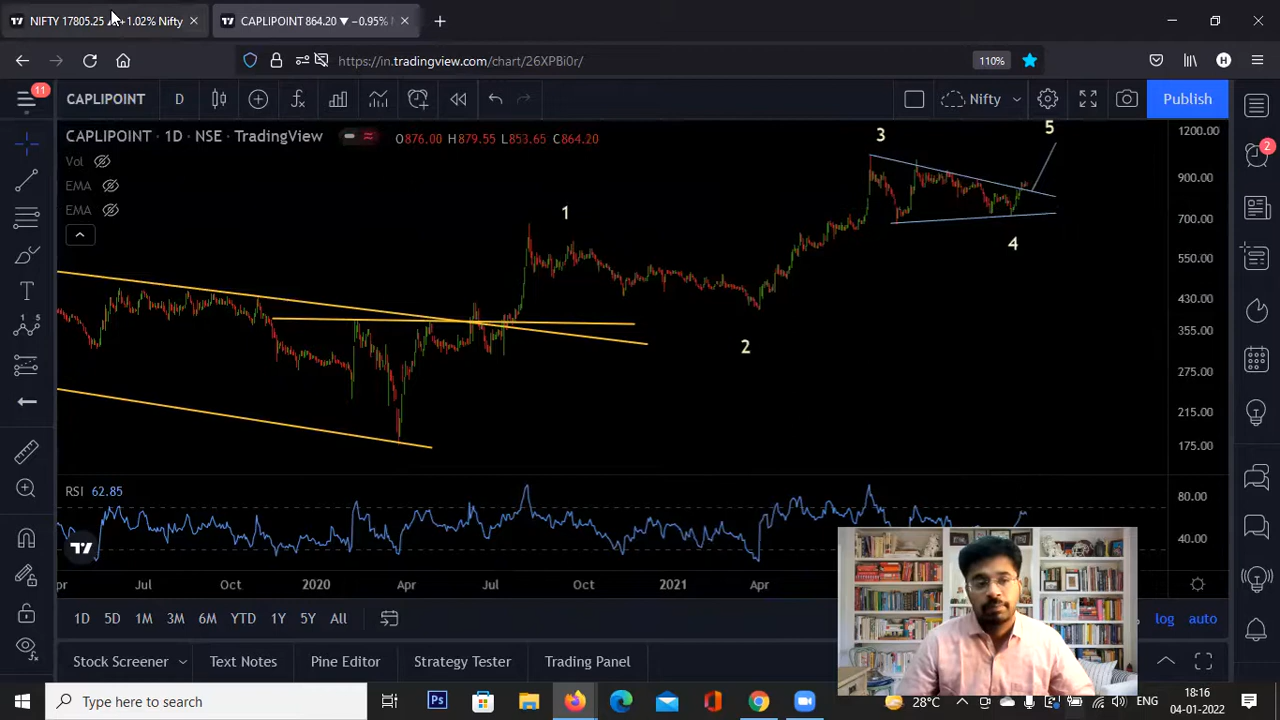 NIFTY 17805.25 ▲ +1.02% Nifty
CAPLIPOINT 864.20 ▼ −0.95%
https://in.tradingview.com/chart/26XPBi0r/
110%
H
11
CAPLIPOINT
D
Nifty
Publish
CAPLIPOINT · 1D · NSE · TradingView
O876.00 H879.55 L853.65 C864.20
Vol
EMA
EMA
1
2
3
4
5
1200.00
900.00
700.00
550.00
430.00
355.00
275.00
215.00
175.00
RSI 62.85
80.00
40.00
2
Jul
Oct
2020
Apr
Jul
Oct
2021
Apr
1D 5D 1M 3M 6M YTD 1Y 5Y All
log auto
Stock Screener
Text Notes
Pine Editor
Strategy Tester
Trading Panel
Type here to search
28°C
ENG
18:16
04-01-2022